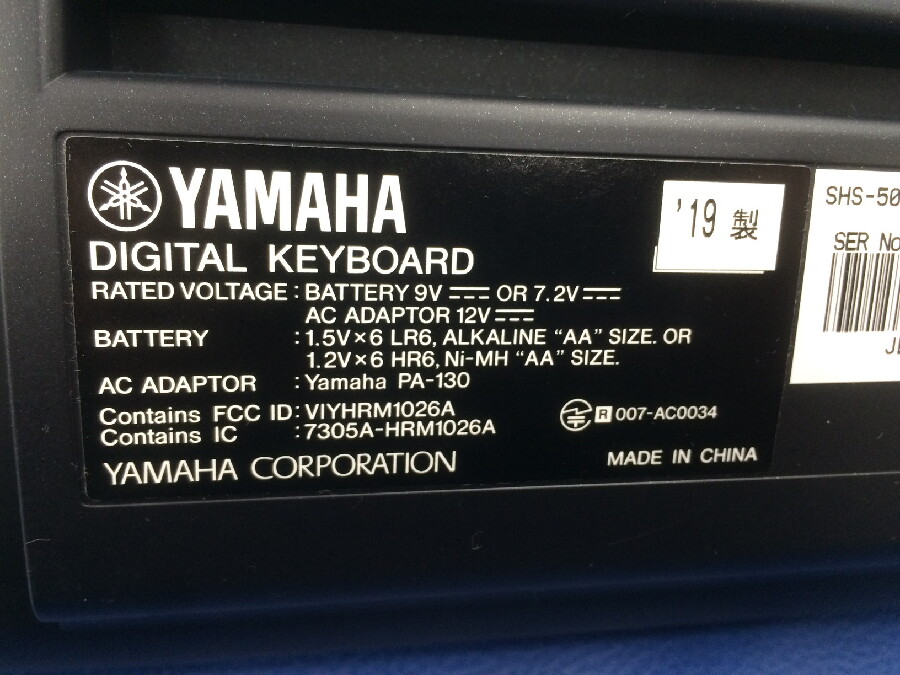 YAMAHA
'19 製
DIGITAL KEYBOARD
RATED VOLTAGE : BATTERY 9V ⎓ OR 7.2V ⎓
AC ADAPTOR 12V ⎓
BATTERY : 1.5V×6 LR6, ALKALINE “AA” SIZE. OR
1.2V×6 HR6, Ni-MH “AA” SIZE.
AC ADAPTOR : Yamaha PA-130
Contains FCC ID : VIYHRM1026A
Contains IC : 7305A-HRM1026A
R 007-AC0034
YAMAHA CORPORATION
MADE IN CHINA
SHS-50
SER No